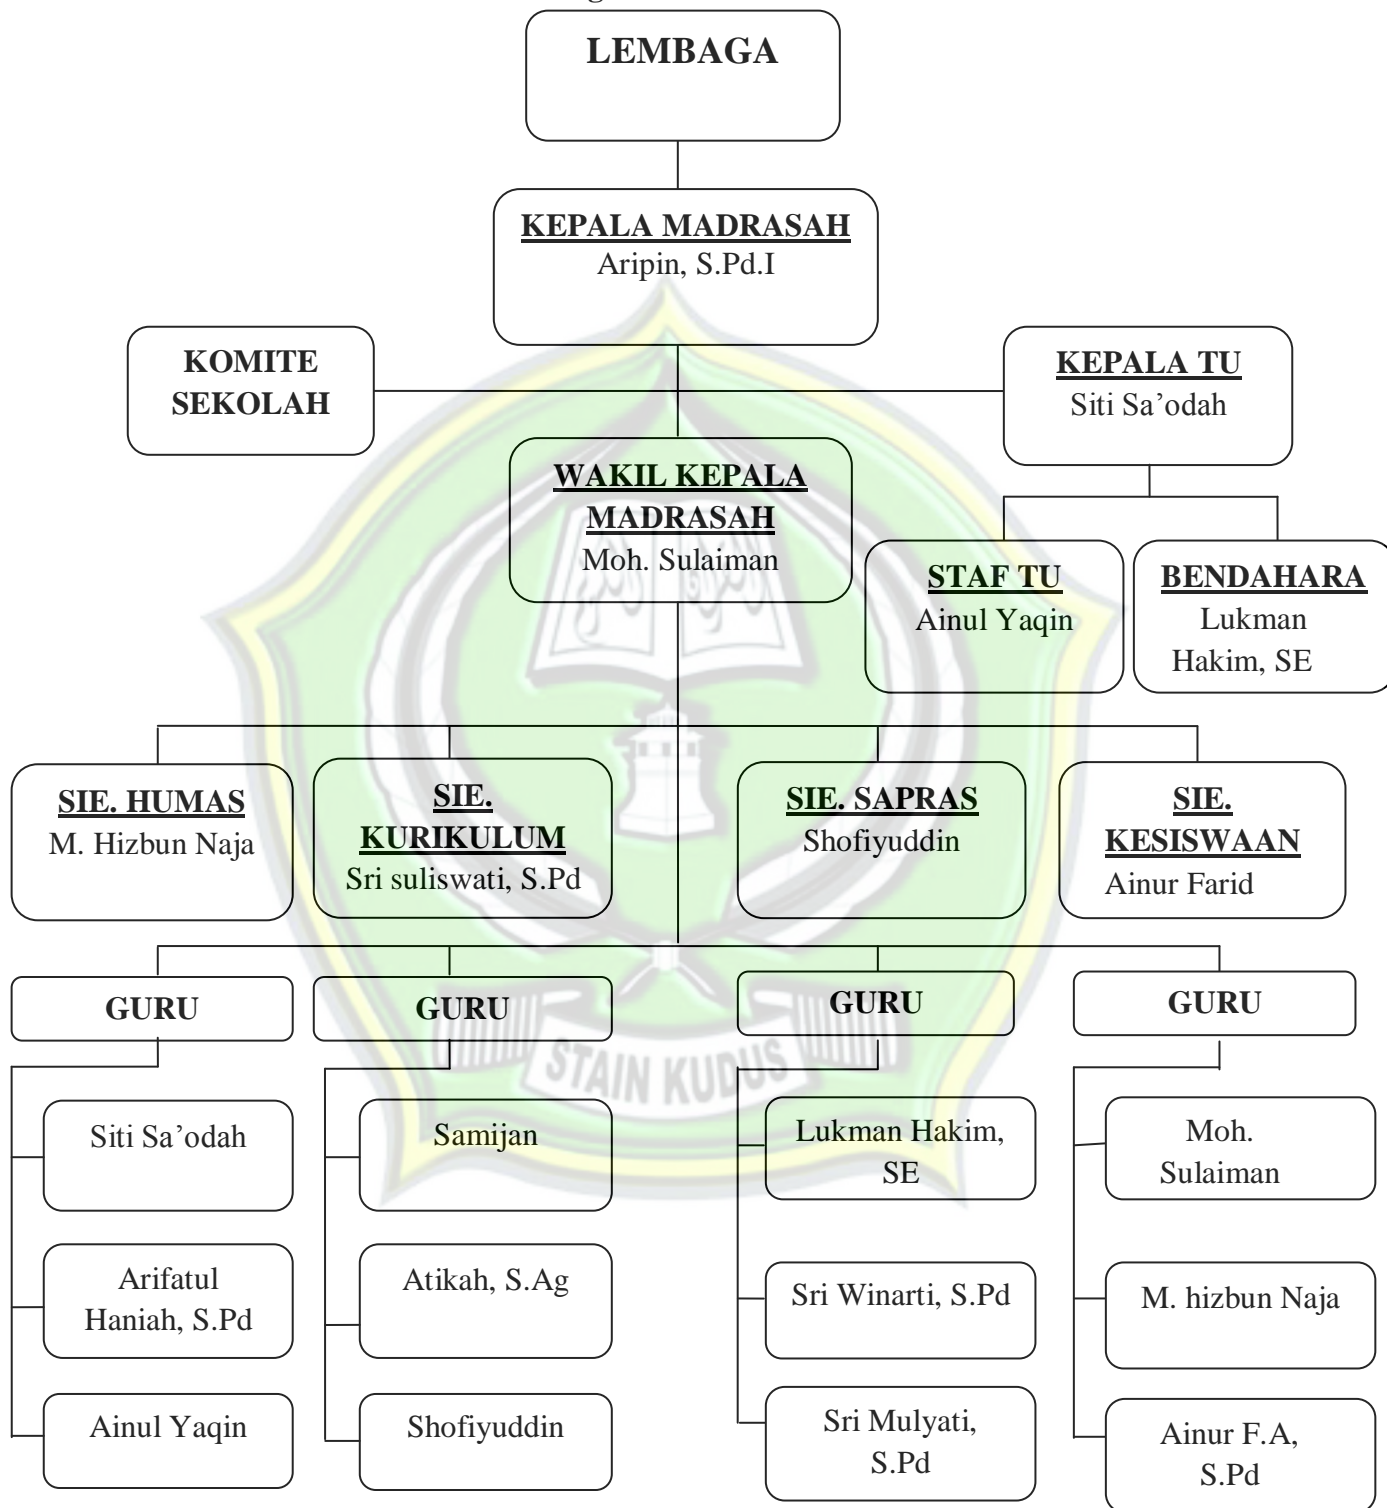 LEMBAGA
KEPALA MADRASAH
Aripin, S.Pd.I
KOMITE
SEKOLAH
KEPALA TU
Siti Sa’odah
WAKIL KEPALA
MADRASAH
Moh. Sulaiman
STAF TU
Ainul Yaqin
BENDAHARA
Lukman
Hakim, SE
SIE. HUMAS
M. Hizbun Naja
SIE.
KURIKULUM
Sri suliswati, S.Pd
SIE. SAPRAS
Shofiyuddin
SIE.
KESISWAAN
Ainur Farid
GURU
GURU
GURU
GURU
STAIN KUDUS
Siti Sa’odah
Arifatul
Haniah, S.Pd
Ainul Yaqin
Samijan
Atikah, S.Ag
Shofiyuddin
Lukman Hakim,
SE
Sri Winarti, S.Pd
Sri Mulyati,
S.Pd
Moh.
Sulaiman
M. hizbun Naja
Ainur F.A,
S.Pd